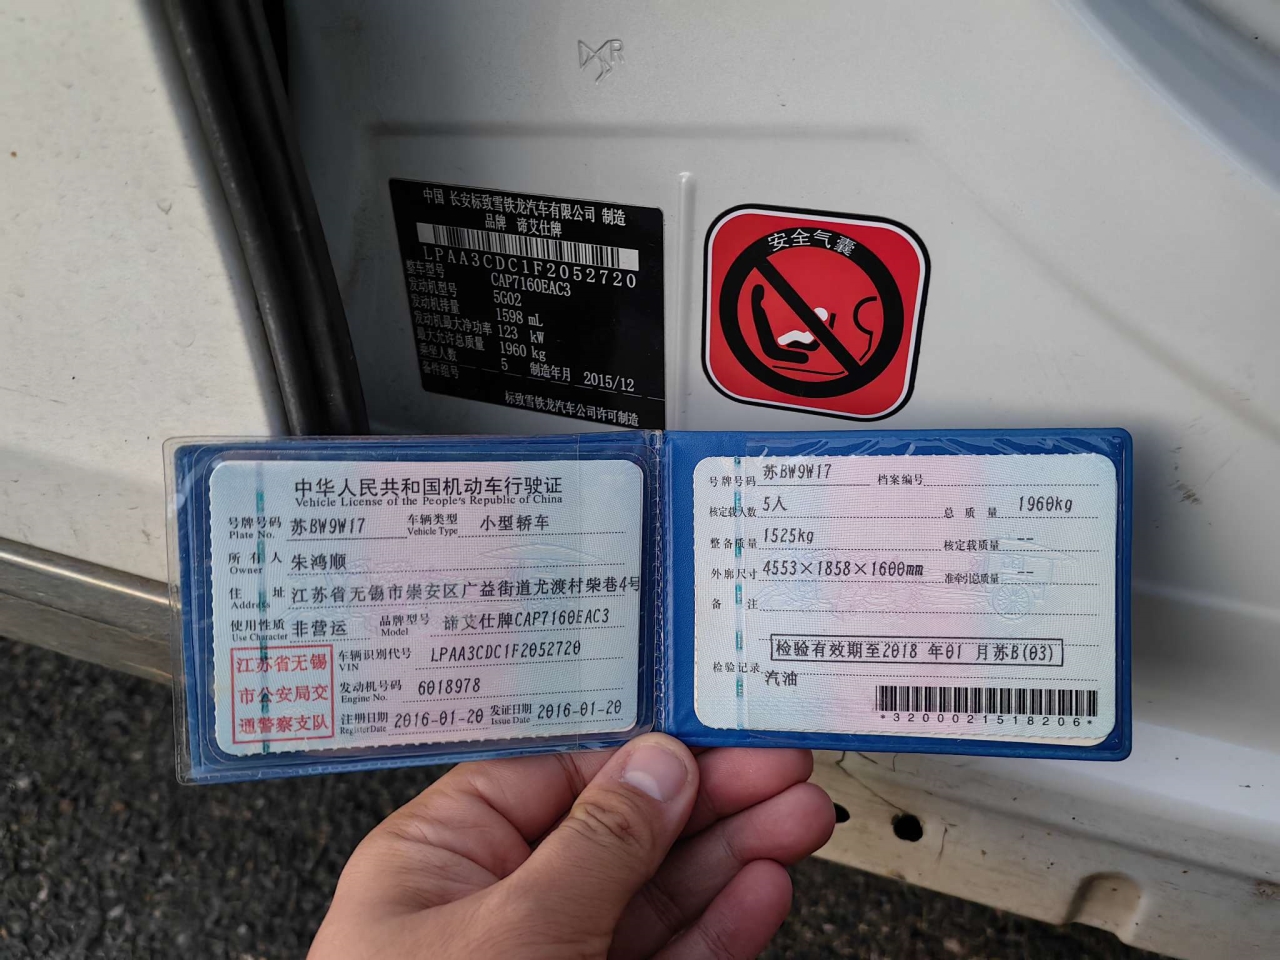 中国 长安标致雪铁龙汽车有限公司 制造
品牌 谛艾仕牌
LPAA3CDC1F2052720
整车型号 CAP7160EAC3
发动机型号 5G02
发动机排量 1598 mL
发动机最大净功率 123 kW
最大允许总质量 1960 kg
乘坐人数 5 制造年月 2015/12
备件组号
标致雪铁龙汽车公司许可制造
安全气囊
中华人民共和国机动车行驶证
Vehicle License of the People's Republic of China
号牌号码 苏BW9W17 车辆类型 小型轿车
Plate No. Vehicle Type
所有人 朱鸿顺
Owner
住址 江苏省无锡市崇安区广益街道尤渡村柴巷4号
Address
使用性质 非营运 品牌型号 谛艾仕牌CAP7160EAC3
Use Character Model
江苏省无锡
市公安局交
通警察支队
车辆识别代号 LPAA3CDC1F2052720
VIN
发动机号码 6018978
Engine No.
注册日期 2016-01-20 发证日期 2016-01-20
Register Date Issue Date
号牌号码 苏BW9W17 档案编号
核定载人数 5人 总质量 1960kg
整备质量 1525kg 核定载质量 --
外廓尺寸 4553×1858×1600mm 准牵引总质量 --
备注
检验有效期至2018年01月苏B(03)
检验记录 汽油
*3200021518206*